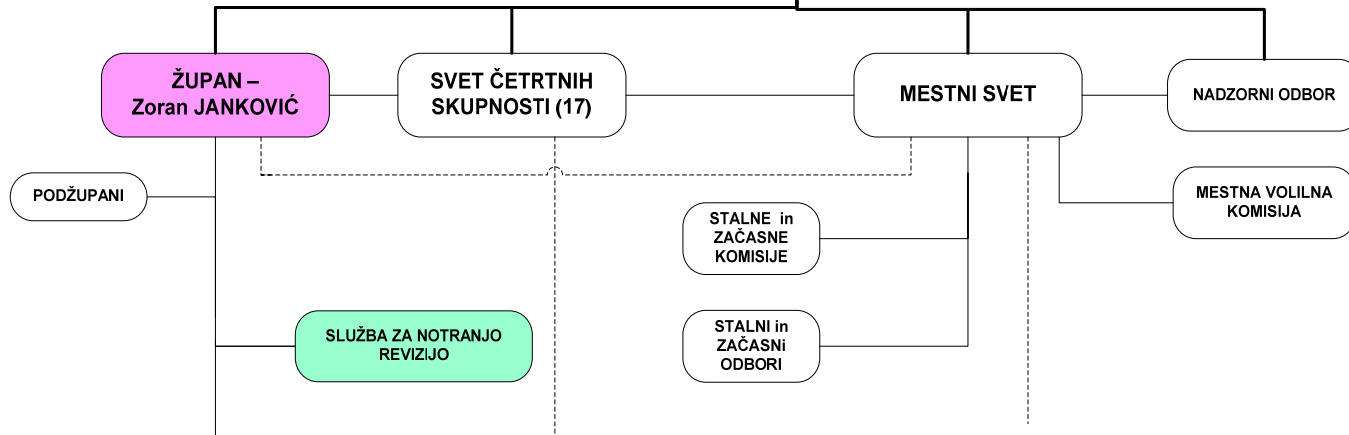 ŽUPAN –
Zoran JANKOVIĆ
SVET ČETRTNIH
SKUPNOSTI (17)
MESTNI SVET
NADZORNI ODBOR
PODŽUPANI
MESTNA VOLILNA
KOMISIJA
STALNE in
ZAČASNE
KOMISIJE
SLUŽBA ZA NOTRANJO
REVIZIJO
STALNI in
ZAČASNi
ODBORI